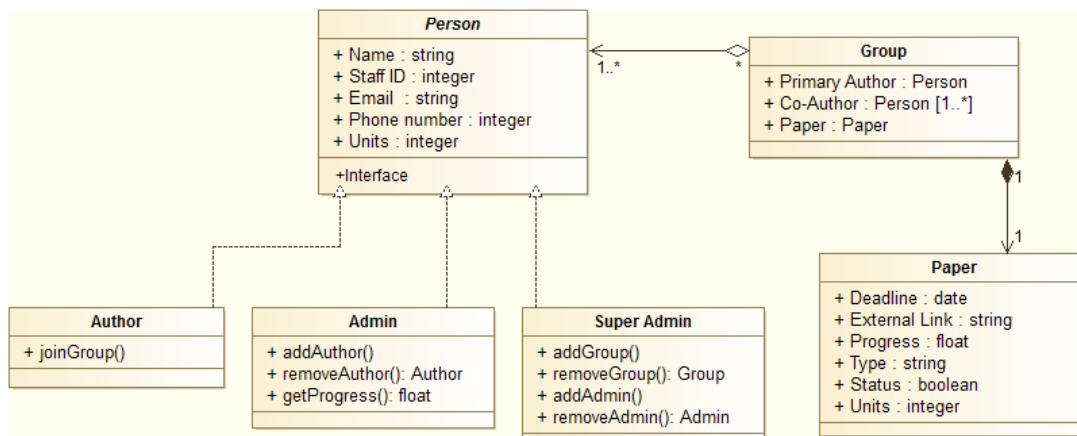 Person
+ Name : string
+ Staff ID : integer
+ Email : string
+ Phone number : integer
+ Units : integer
+Interface
1..*
*
Group
+ Primary Author : Person
+ Co-Author : Person [1..*]
+ Paper : Paper
1
1
Paper
+ Deadline : date
+ External Link : string
+ Progress : float
+ Type : string
+ Status : boolean
+ Units : integer
Author
+ joinGroup()
Admin
+ addAuthor()
+ removeAuthor(): Author
+ getProgress(): float
Super Admin
+ addGroup()
+ removeGroup(): Group
+ addAdmin()
+ removeAdmin(): Admin